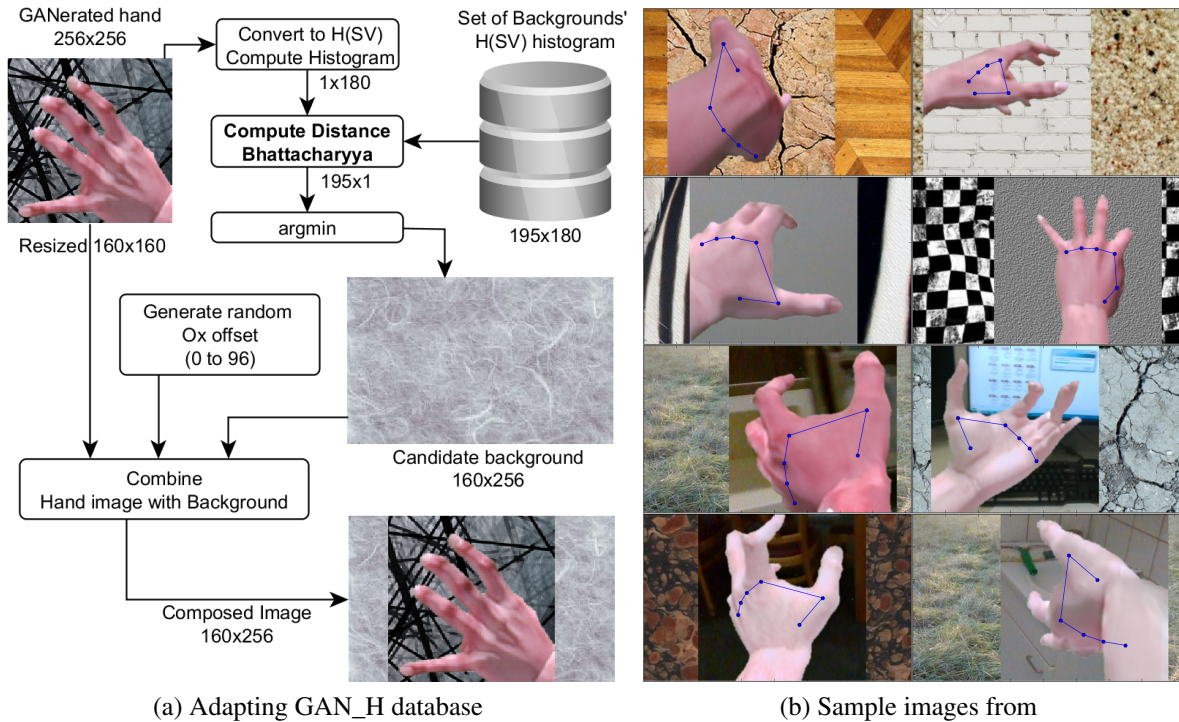 GANerated hand
256x256
Convert to H(SV)
Compute Histogram
1x180
Set of Backgrounds'
H(SV) histogram
Compute Distance
Bhattacharyya
195x1
argmin
195x180
Resized 160x160
Generate random
Ox offset
(0 to 96)
Candidate background
160x256
Combine
Hand image with Background
Composed Image
160x256
(a) Adapting GAN_H database
(b) Sample images from